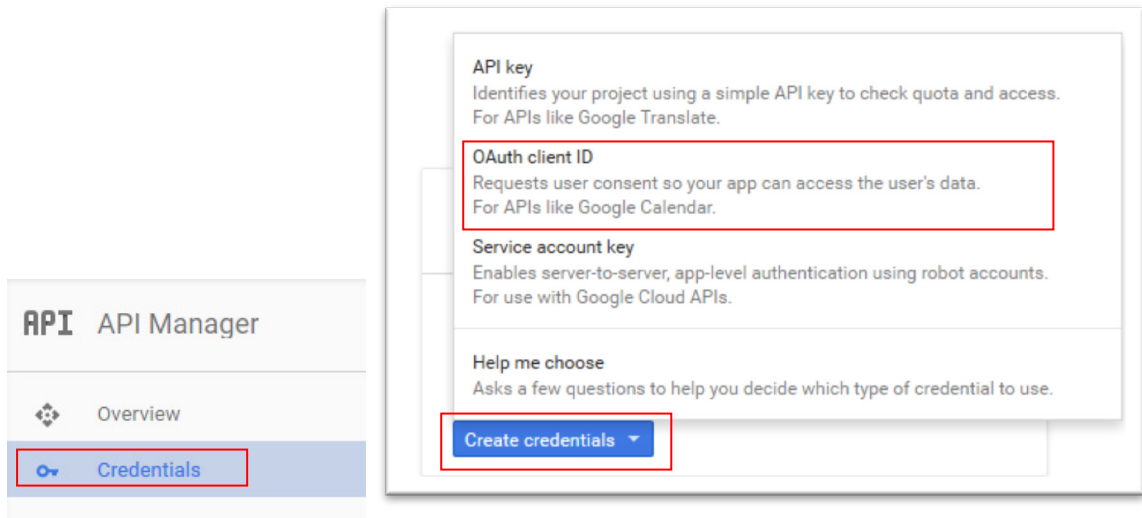 API API Manager
Overview
Credentials
API key
Identifies your project using a simple API key to check quota and access.
For APIs like Google Translate.
OAuth client ID
Requests user consent so your app can access the user's data.
For APIs like Google Calendar.
Service account key
Enables server-to-server, app-level authentication using robot accounts.
For use with Google Cloud APIs.
Help me choose
Asks a few questions to help you decide which type of credential to use.
Create credentials